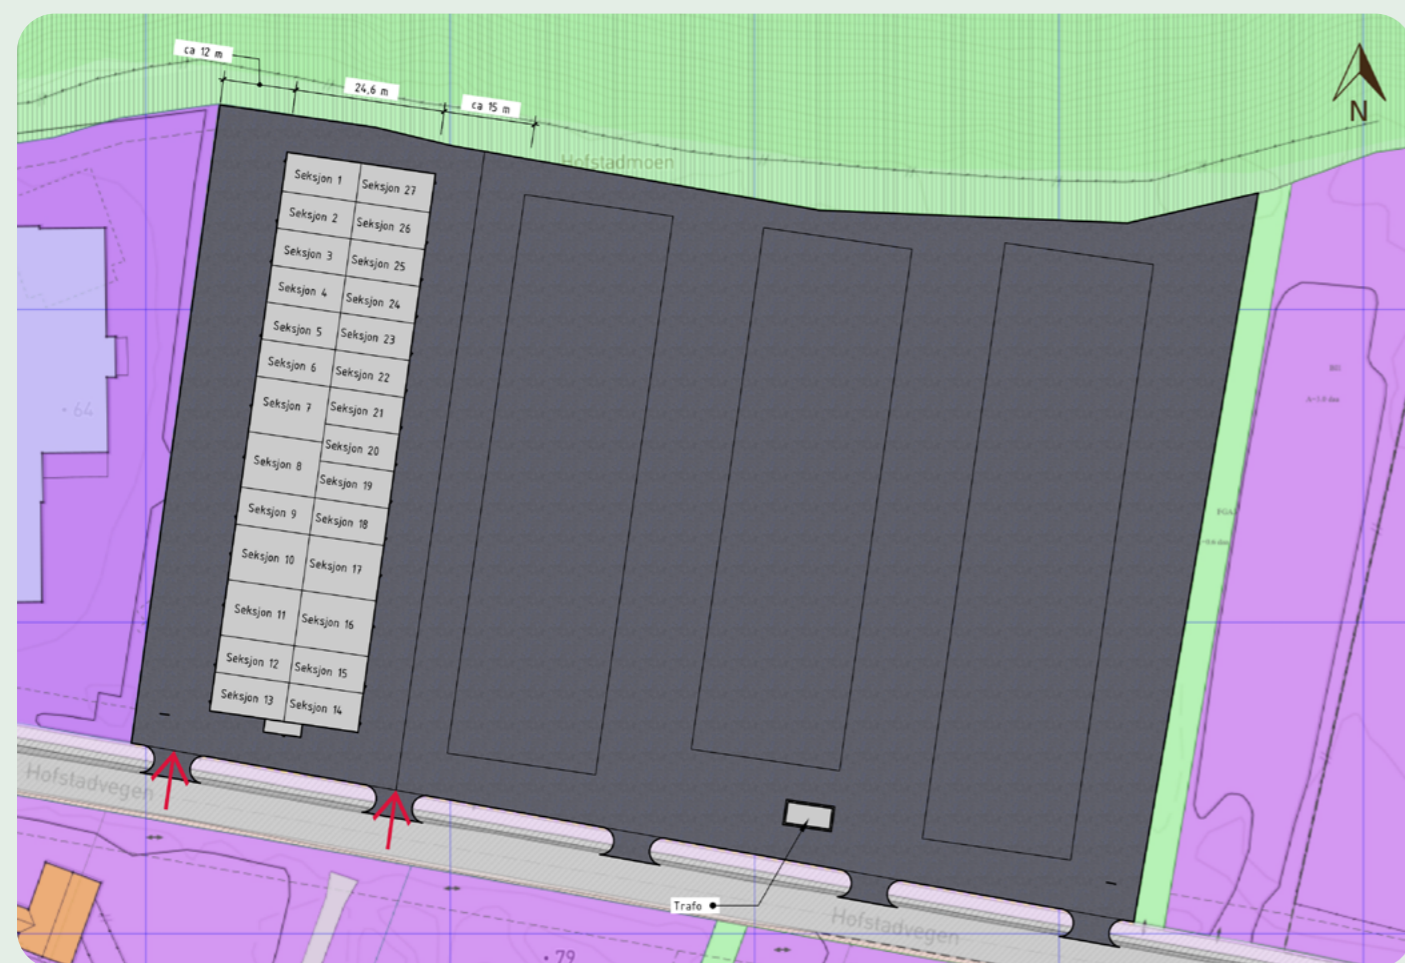 ca 12 m
24,6 m
ca 15 m
N
Hofstadmoen
Seksjon 1
Seksjon 27
Seksjon 2
Seksjon 26
Seksjon 3
Seksjon 25
Seksjon 4
Seksjon 24
Seksjon 5
Seksjon 23
Seksjon 6
Seksjon 22
Seksjon 7
Seksjon 21
Seksjon 20
Seksjon 8
Seksjon 19
Seksjon 9
Seksjon 18
Seksjon 10
Seksjon 17
Seksjon 11
Seksjon 16
Seksjon 12
Seksjon 15
Seksjon 13
Seksjon 14
64
Hofstadvegen
Trafo
Hofstadvegen
79